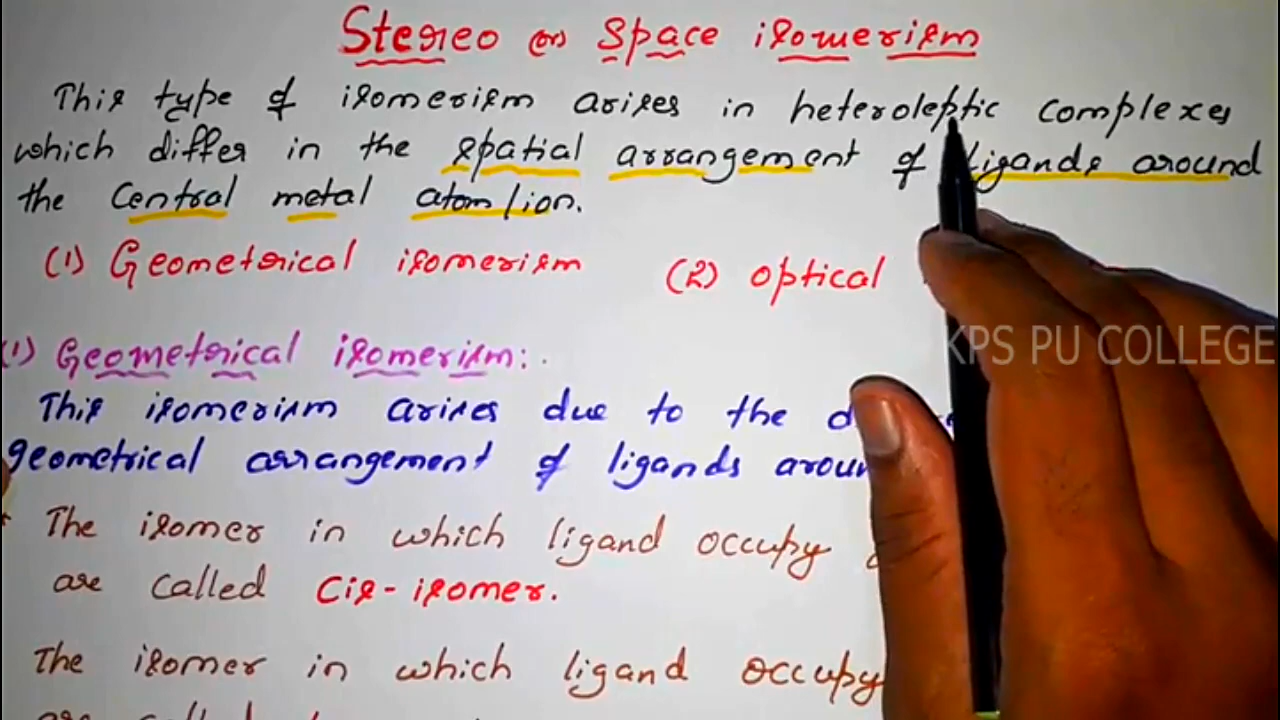 Stereo (or) Space isomerism
This type of isomerism arises in heteroleptic complexes
which differ in the spatial arrangement of ligands around
the central metal atom/ion.
(1) Geometrical isomerism (2) optical
KPS PU COLLEGE
(1) Geometrical isomerism:
This isomerism arises due to the
geometrical arrangement of ligands
The isomer in which ligand occupy
are called Cis-isomer.
The isomer in which ligand occupy
are called